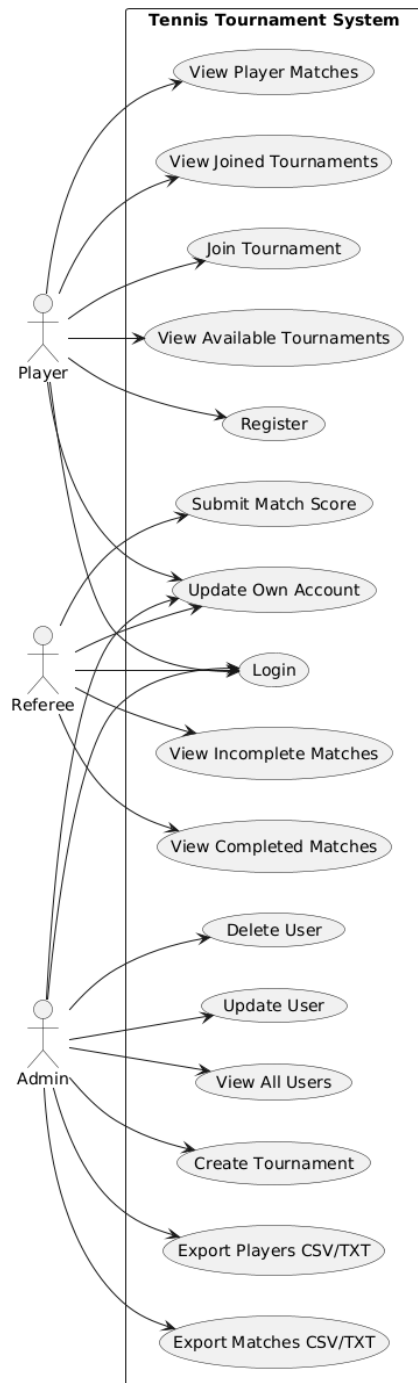 Tennis Tournament System
View Player Matches
View Joined Tournaments
Join Tournament
View Available Tournaments
Player
Register
Submit Match Score
Update Own Account
Login
Referee
View Incomplete Matches
View Completed Matches
Delete User
Update User
Admin
View All Users
Create Tournament
Export Players CSV/TXT
Export Matches CSV/TXT